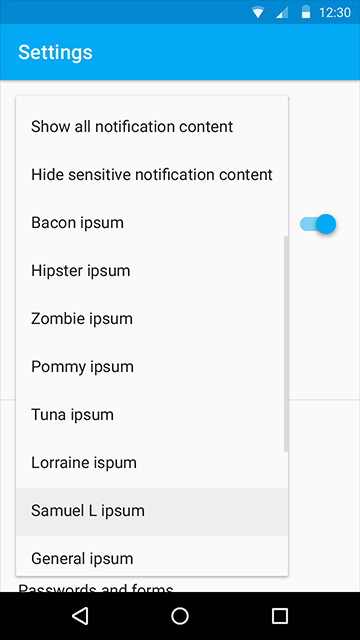 12:30
Settings
Show all notification content
Hide sensitive notification content
Bacon ipsum
Hipster ipsum
Zombie ipsum
Pommy ipsum
Tuna ipsum
Lorraine ispum
Samuel L ipsum
General ipsum
Passwords and forms